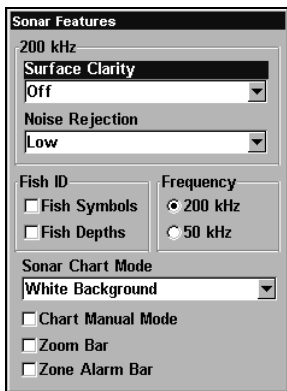 Sonar Features
200 kHz
Surface Clarity
Off
Noise Rejection
Low
Fish ID
Fish Symbols
Fish Depths
Frequency
200 kHz
50 kHz
Sonar Chart Mode
White Background
Chart Manual Mode
Zoom Bar
Zone Alarm Bar